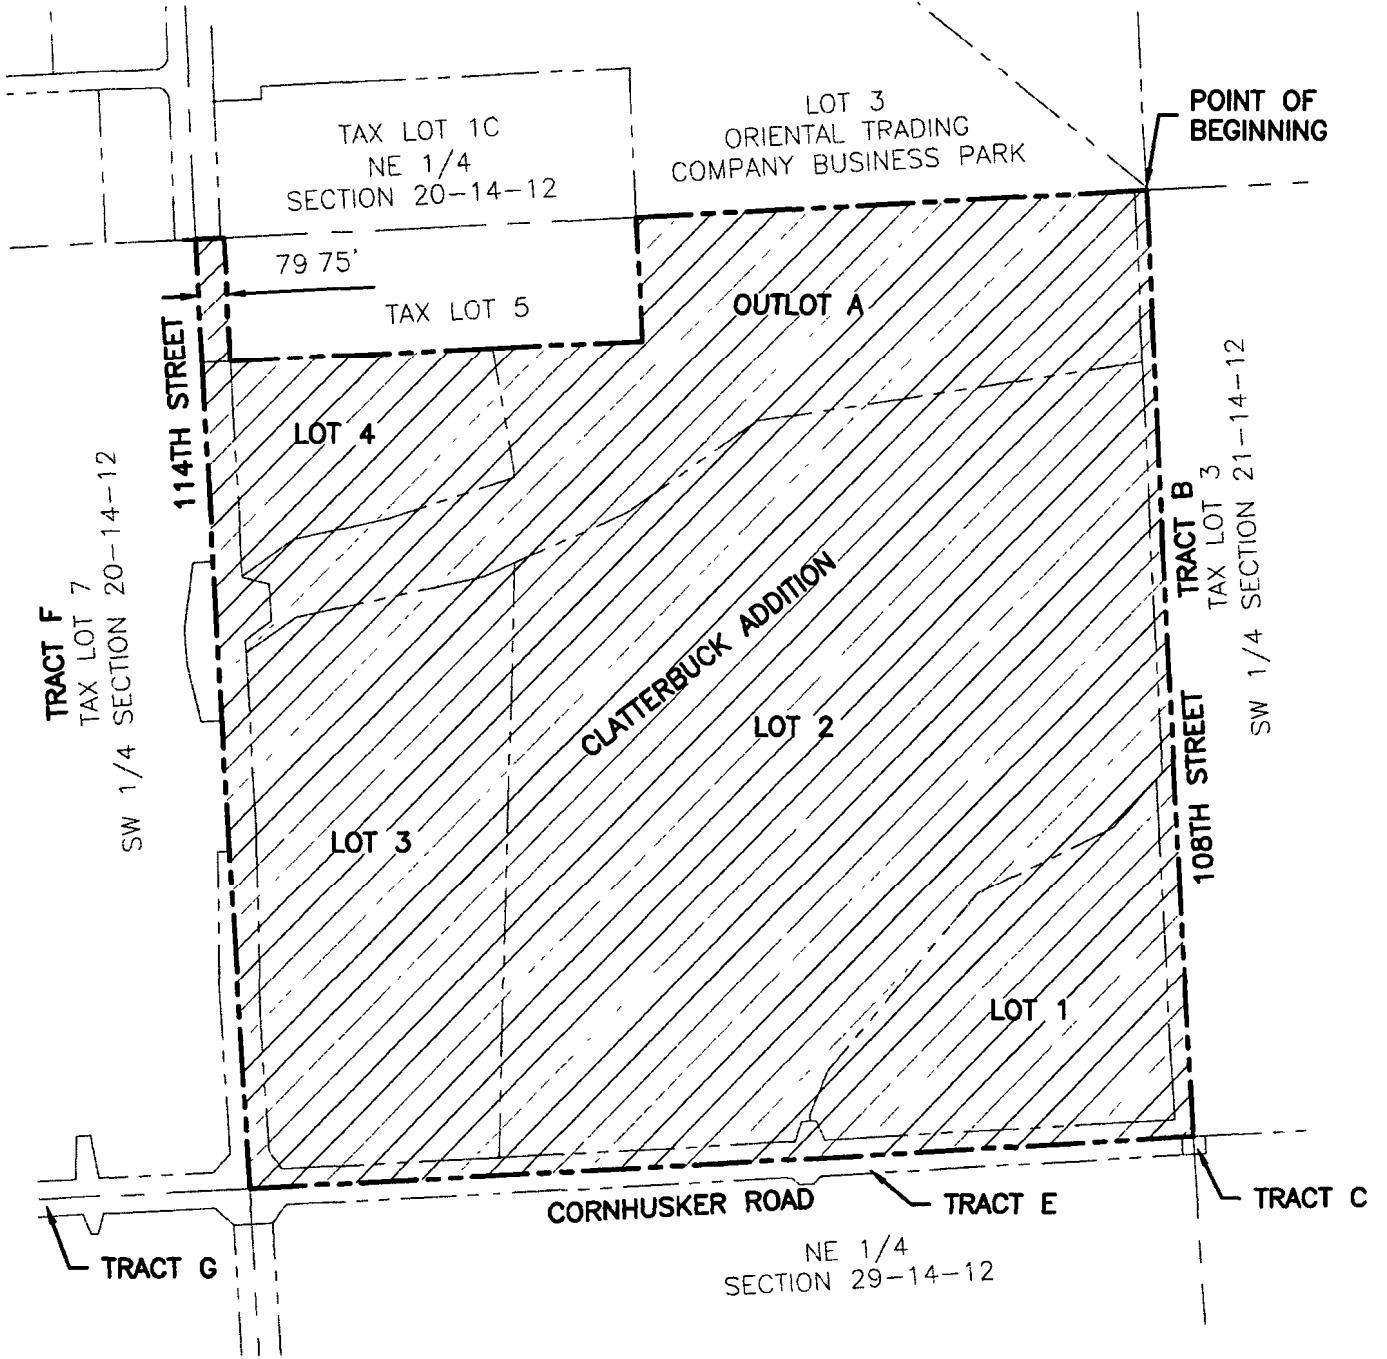 LOT 3
ORIENTAL TRADING
COMPANY BUSINESS PARK
POINT OF
BEGINNING
TAX LOT 1C
NE 1/4
SECTION 20-14-12
79 75'
TAX LOT 5
OUTLOT A
114TH STREET
LOT 4
TRACT F
TAX LOT 7
SW 1/4 SECTION 20-14-12
TRACT B
TAX LOT 3
SW 1/4 SECTION 21-14-12
CLATTERBUCK ADDITION
LOT 2
108TH STREET
LOT 3
LOT 1
CORNHUSKER ROAD
TRACT E
TRACT C
TRACT G
NE 1/4
SECTION 29-14-12